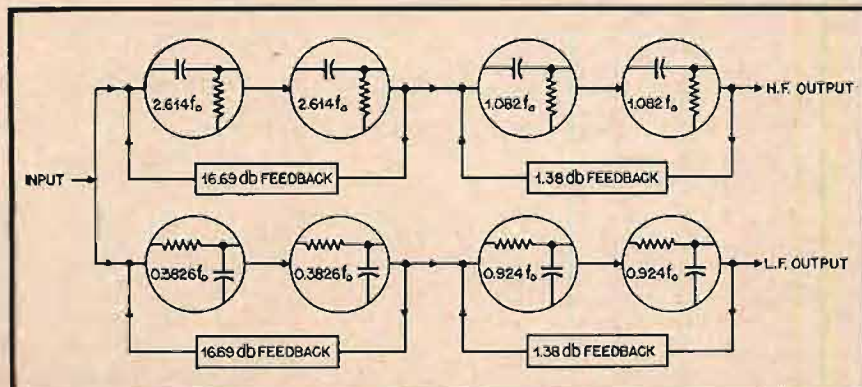 2.614f₀
2.614f₀
1.082f₀
1.082f₀
H.F. OUTPUT
16.69 db FEEDBACK
1.38 db FEEDBACK
INPUT
0.3826f₀
0.3826f₀
0.924f₀
0.924f₀
L.F. OUTPUT
16.69 db FEEDBACK
1.38 db FEEDBACK